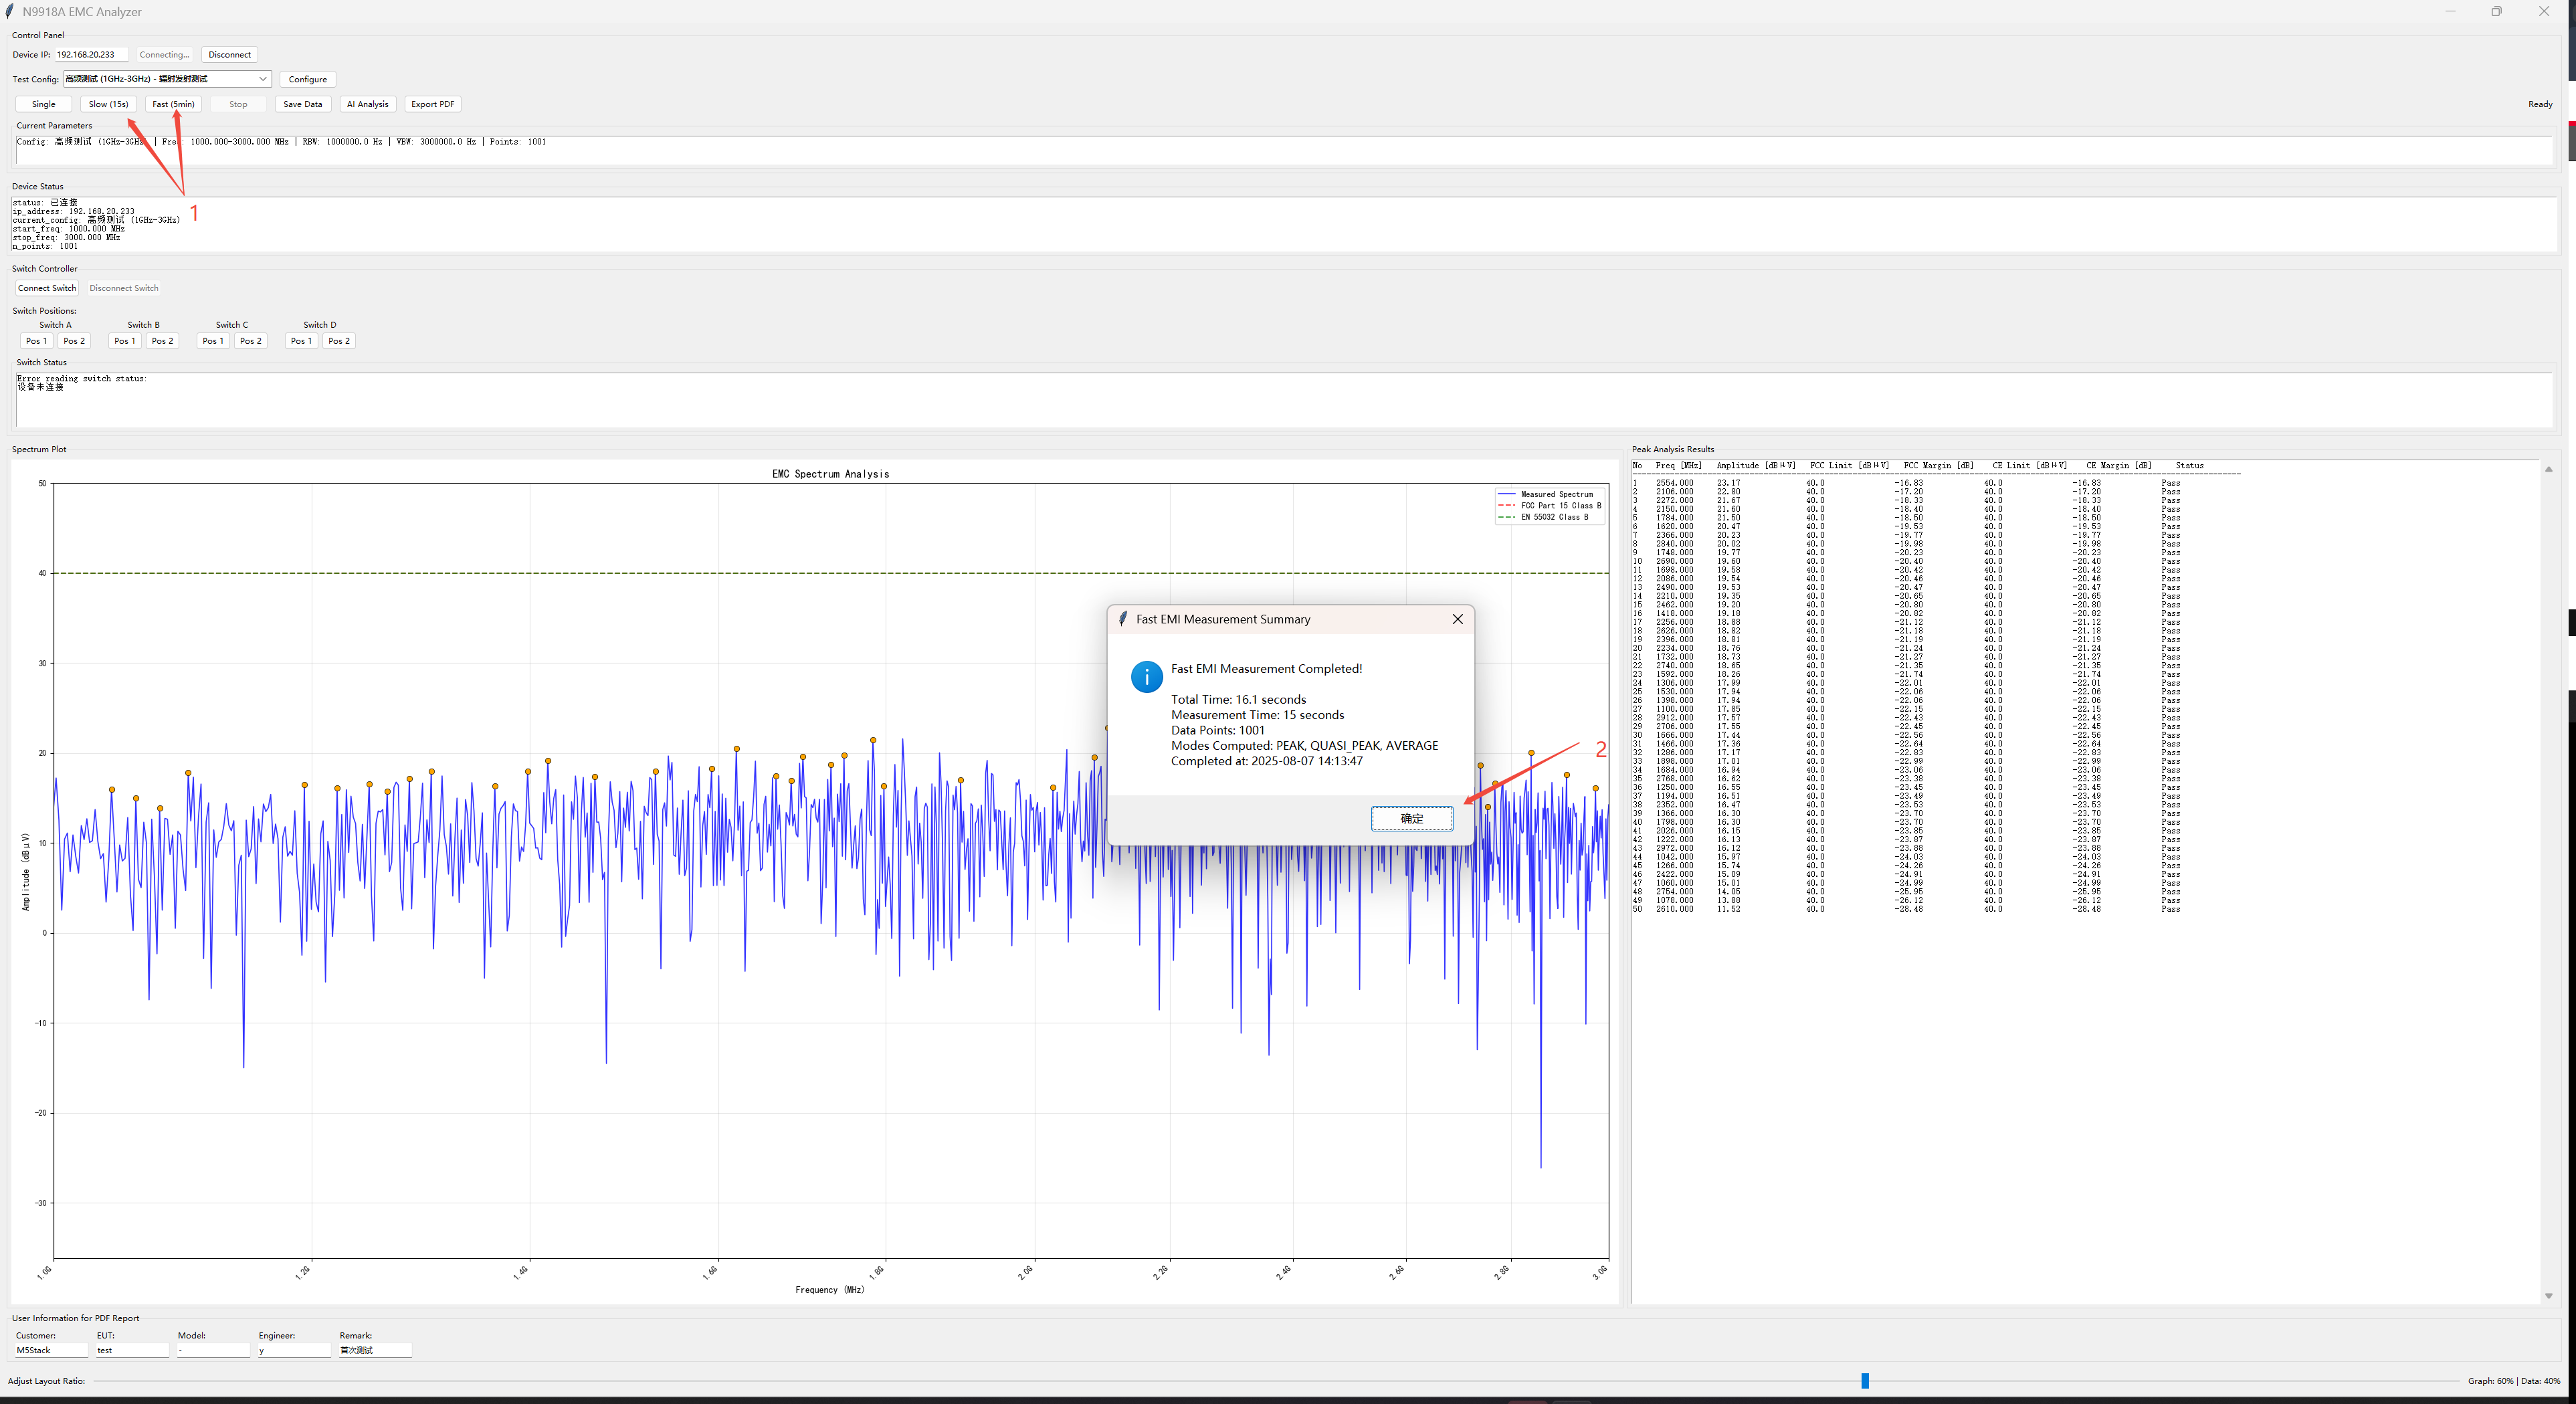 N9918A EMC Analyzer
Control Panel
Device IP: 192.168.20.233 Connecting... Disconnect
Test Config: 高频测试 (1GHz-3GHz) - 辐射发射测试 Configure
Single Slow (15s) Fast (5min) Stop Save Data AI Analysis Export PDF Ready
Current Parameters
Config: 高频测试 (1GHz-3GHz) | Freq: 1000.000-3000.000 MHz | RBW: 1000000.0 Hz | VBW: 3000000.0 Hz | Points: 1001
Device Status
status: 已连接
ip_address: 192.168.20.233
current_config: 高频测试 (1GHz-3GHz)
start_freq: 1000.000 MHz
stop_freq: 3000.000 MHz
n_points: 1001
1
Switch Controller
Connect Switch Disconnect Switch
Switch Positions:
Switch A Switch B Switch C Switch D
Pos 1 Pos 2 Pos 1 Pos 2 Pos 1 Pos 2 Pos 1 Pos 2
Switch Status
Error reading switch status:
设备未连接
Spectrum Plot
EMC Spectrum Analysis
Measured Spectrum
FCC Part 15 Class B
EN 55032 Class B
50
40
30
20
10
0
-10
-20
-30
Amplitude (dBμV)
1.0G 1.2G 1.4G 1.6G 1.8G 2.0G 2.2G 2.4G 2.6G 2.8G 3.0G
Frequency (MHz)
Fast EMI Measurement Summary
Fast EMI Measurement Completed!
Total Time: 16.1 seconds
Measurement Time: 15 seconds
Data Points: 1001
Modes Computed: PEAK, QUASI_PEAK, AVERAGE
Completed at: 2025-08-07 14:13:47
确定
2
Peak Analysis Results
No Freq [MHz] Amplitude [dBμV] FCC Limit [dBμV] FCC Margin [dB] CE Limit [dBμV] CE Margin [dB] Status
1 2554.000 23.17 40.0 -16.83 40.0 -16.83 Pass
2 2106.000 22.80 40.0 -17.20 40.0 -17.20 Pass
3 2272.000 21.67 40.0 -18.33 40.0 -18.33 Pass
4 2150.000 21.60 40.0 -18.40 40.0 -18.40 Pass
5 1784.000 21.50 40.0 -18.50 40.0 -18.50 Pass
6 1620.000 20.47 40.0 -19.53 40.0 -19.53 Pass
7 2366.000 20.23 40.0 -19.77 40.0 -19.77 Pass
8 2840.000 20.02 40.0 -19.98 40.0 -19.98 Pass
9 1748.000 19.77 40.0 -20.23 40.0 -20.23 Pass
10 2690.000 19.60 40.0 -20.40 40.0 -20.40 Pass
11 1698.000 19.58 40.0 -20.42 40.0 -20.42 Pass
12 2086.000 19.54 40.0 -20.46 40.0 -20.46 Pass
13 2490.000 19.53 40.0 -20.47 40.0 -20.47 Pass
14 2210.000 19.35 40.0 -20.65 40.0 -20.65 Pass
15 2462.000 19.20 40.0 -20.80 40.0 -20.80 Pass
16 1418.000 19.18 40.0 -20.82 40.0 -20.82 Pass
17 2256.000 18.88 40.0 -21.12 40.0 -21.12 Pass
18 2626.000 18.82 40.0 -21.18 40.0 -21.18 Pass
19 2396.000 18.81 40.0 -21.19 40.0 -21.19 Pass
20 2234.000 18.76 40.0 -21.24 40.0 -21.24 Pass
21 1732.000 18.73 40.0 -21.27 40.0 -21.27 Pass
22 2740.000 18.65 40.0 -21.35 40.0 -21.35 Pass
23 1592.000 18.26 40.0 -21.74 40.0 -21.74 Pass
24 1306.000 17.99 40.0 -22.01 40.0 -22.01 Pass
25 1530.000 17.94 40.0 -22.06 40.0 -22.06 Pass
26 1398.000 17.94 40.0 -22.06 40.0 -22.06 Pass
27 1100.000 17.85 40.0 -22.15 40.0 -22.15 Pass
28 2912.000 17.57 40.0 -22.43 40.0 -22.43 Pass
29 2706.000 17.55 40.0 -22.45 40.0 -22.45 Pass
30 1666.000 17.44 40.0 -22.56 40.0 -22.56 Pass
31 1466.000 17.36 40.0 -22.64 40.0 -22.64 Pass
32 1286.000 17.17 40.0 -22.83 40.0 -22.83 Pass
33 1898.000 17.01 40.0 -22.99 40.0 -22.99 Pass
34 1684.000 16.94 40.0 -23.06 40.0 -23.06 Pass
35 2768.000 16.62 40.0 -23.38 40.0 -23.38 Pass
36 1250.000 16.55 40.0 -23.45 40.0 -23.45 Pass
37 1194.000 16.51 40.0 -23.49 40.0 -23.49 Pass
38 2352.000 16.47 40.0 -23.53 40.0 -23.53 Pass
39 1366.000 16.30 40.0 -23.70 40.0 -23.70 Pass
40 1798.000 16.30 40.0 -23.70 40.0 -23.70 Pass
41 2026.000 16.15 40.0 -23.85 40.0 -23.85 Pass
42 1222.000 16.13 40.0 -23.87 40.0 -23.87 Pass
43 2972.000 16.12 40.0 -23.88 40.0 -23.88 Pass
44 1042.000 15.97 40.0 -24.03 40.0 -24.03 Pass
45 1266.000 15.74 40.0 -24.26 40.0 -24.26 Pass
46 2422.000 15.09 40.0 -24.91 40.0 -24.91 Pass
47 1060.000 15.01 40.0 -24.99 40.0 -24.99 Pass
48 2754.000 14.05 40.0 -25.95 40.0 -25.95 Pass
49 1078.000 13.88 40.0 -26.12 40.0 -26.12 Pass
50 2610.000 11.52 40.0 -28.48 40.0 -28.48 Pass
User Information for PDF Report
Customer: EUT: Model: Engineer: Remark:
M5Stack test - y 首次测试
Adjust Layout Ratio: Graph: 60% | Data: 40%